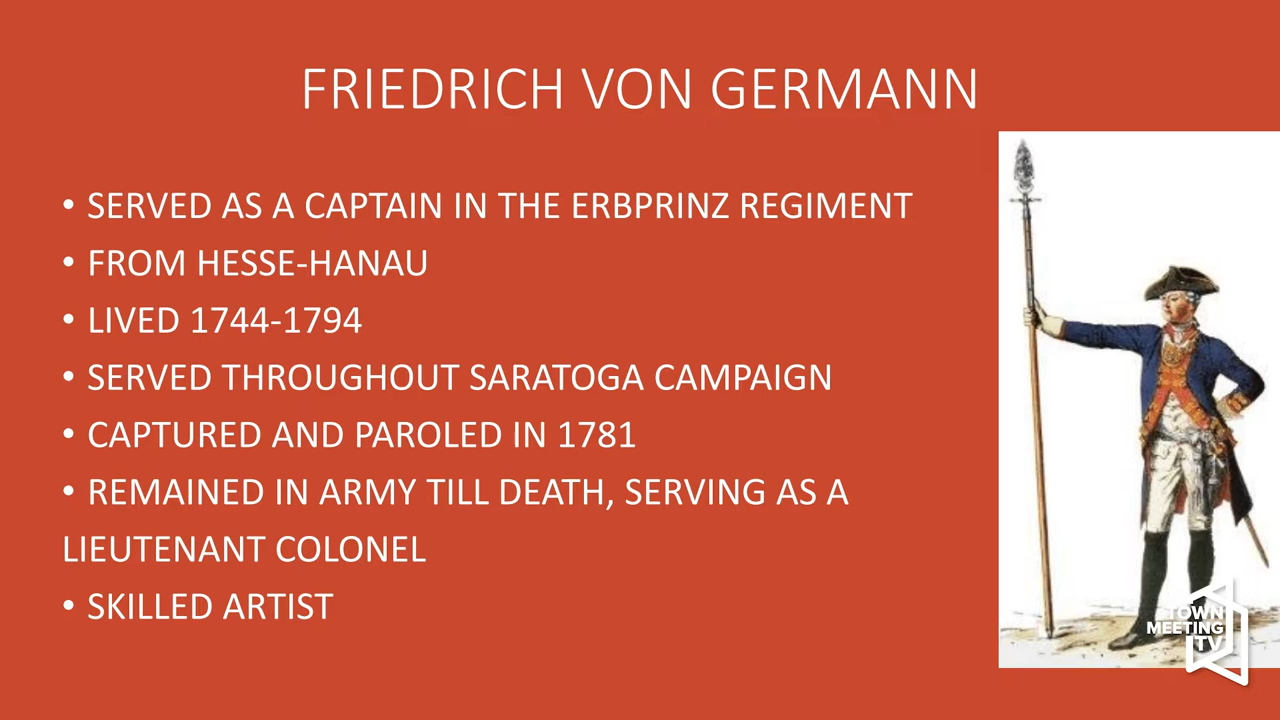 FRIEDRICH VON GERMANN
• SERVED AS A CAPTAIN IN THE ERBPRINZ REGIMENT
• FROM HESSE-HANAU
• LIVED 1744-1794
• SERVED THROUGHOUT SARATOGA CAMPAIGN
• CAPTURED AND PAROLED IN 1781
• REMAINED IN ARMY TILL DEATH, SERVING AS A
LIEUTENANT COLONEL
• SKILLED ARTIST
TOWN
MEETING
TV